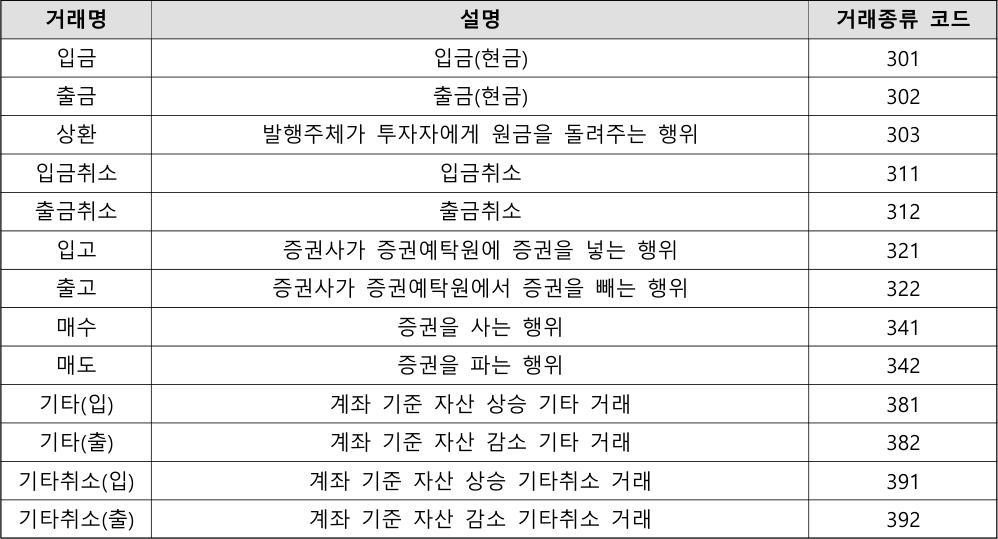 거래명 설명 거래종류 코드
입금 입금(현금) 301
출금 출금(현금) 302
상환 발행주체가 투자자에게 원금을 돌려주는 행위 303
입금취소 입금취소 311
출금취소 출금취소 312
입고 증권사가 증권예탁원에 증권을 넣는 행위 321
출고 증권사가 증권예탁원에서 증권을 빼는 행위 322
매수 증권을 사는 행위 341
매도 증권을 파는 행위 342
기타(입) 계좌 기준 자산 상승 기타 거래 381
기타(출) 계좌 기준 자산 감소 기타 거래 382
기타취소(입) 계좌 기준 자산 상승 기타취소 거래 391
기타취소(출) 계좌 기준 자산 감소 기타취소 거래 392